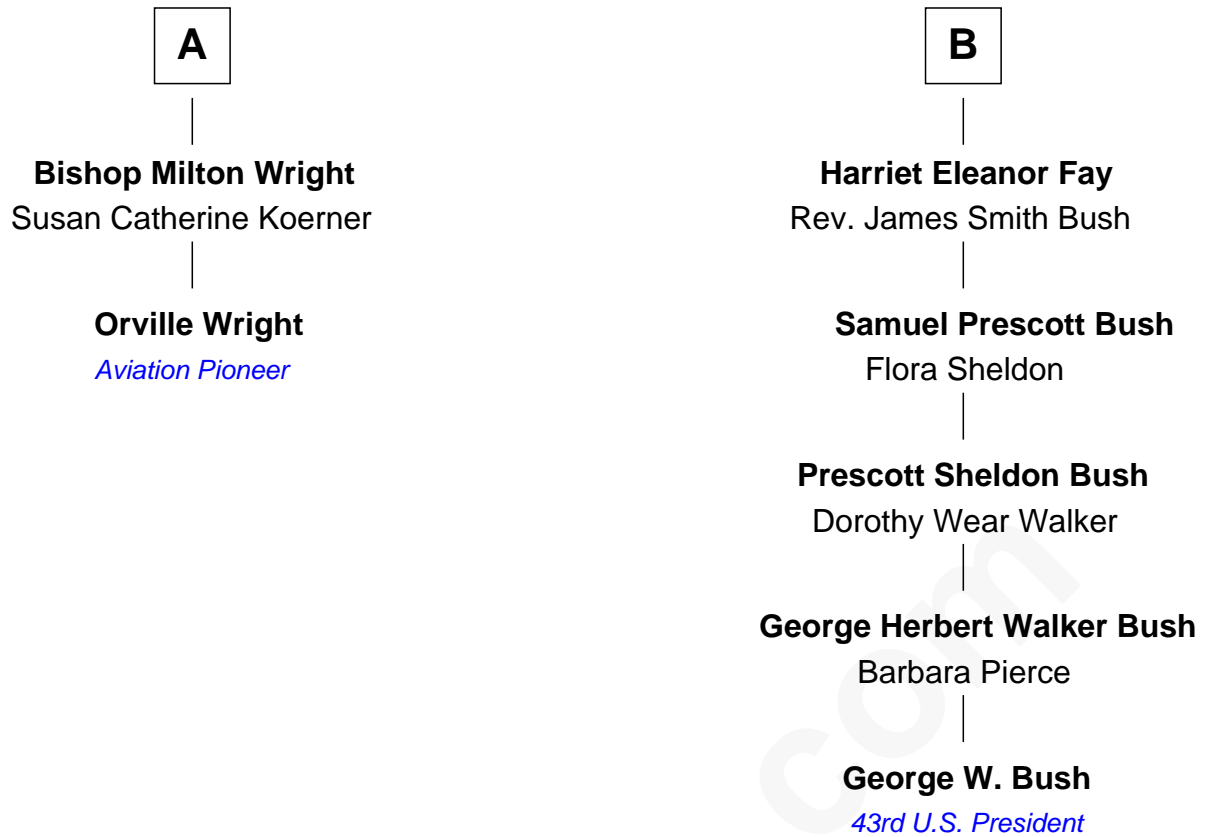 A
Bishop Milton Wright
Susan Catherine Koerner
Orville Wright
Aviation Pioneer
B
Harriet Eleanor Fay
Rev. James Smith Bush
Samuel Prescott Bush
Flora Sheldon
Prescott Sheldon Bush
Dorothy Wear Walker
George Herbert Walker Bush
Barbara Pierce
George W. Bush
43rd U.S. President
com